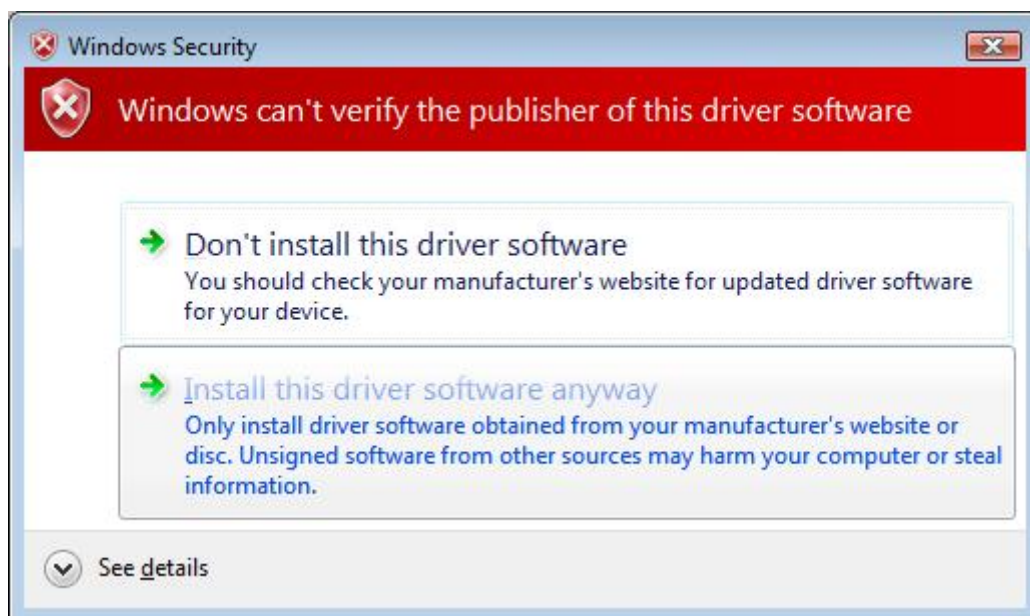 Windows Security
Windows can't verify the publisher of this driver software
Don't install this driver software
You should check your manufacturer's website for updated driver software
for your device.
Install this driver software anyway
Only install driver software obtained from your manufacturer's website or
disc. Unsigned software from other sources may harm your computer or steal
information.
See details